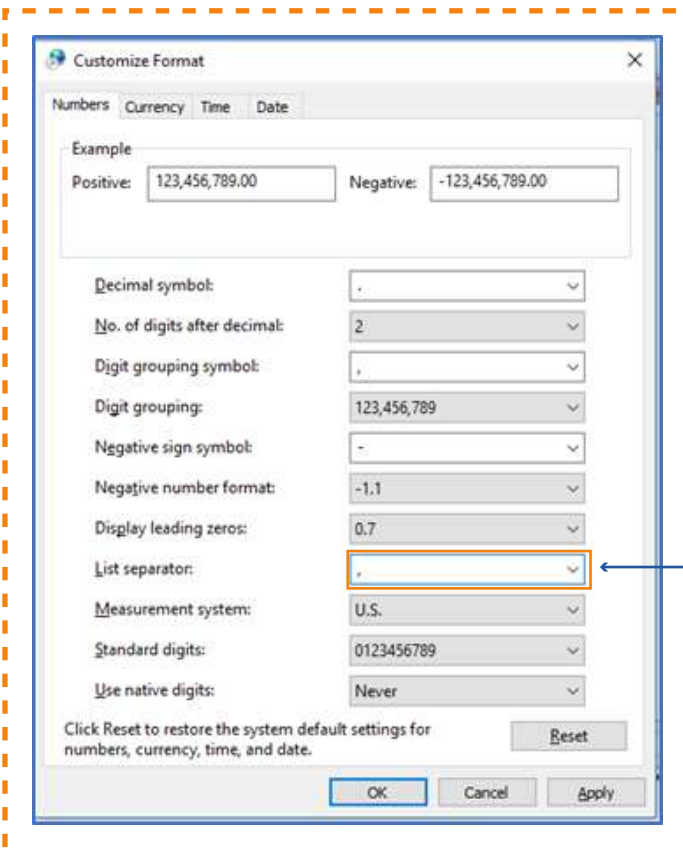 Customize Format
Numbers Currency Time Date
Example
Positive: 123,456,789.00 Negative: -123,456,789.00
Decimal symbol: .
No. of digits after decimal: 2
Digit grouping symbol: ,
Digit grouping: 123,456,789
Negative sign symbol: -
Negative number format: -1.1
Display leading zeros: 0.7
List separator: ,
Measurement system: U.S.
Standard digits: 0123456789
Use native digits: Never
Click Reset to restore the system default settings for
numbers, currency, time, and date.
Reset
OK Cancel Apply